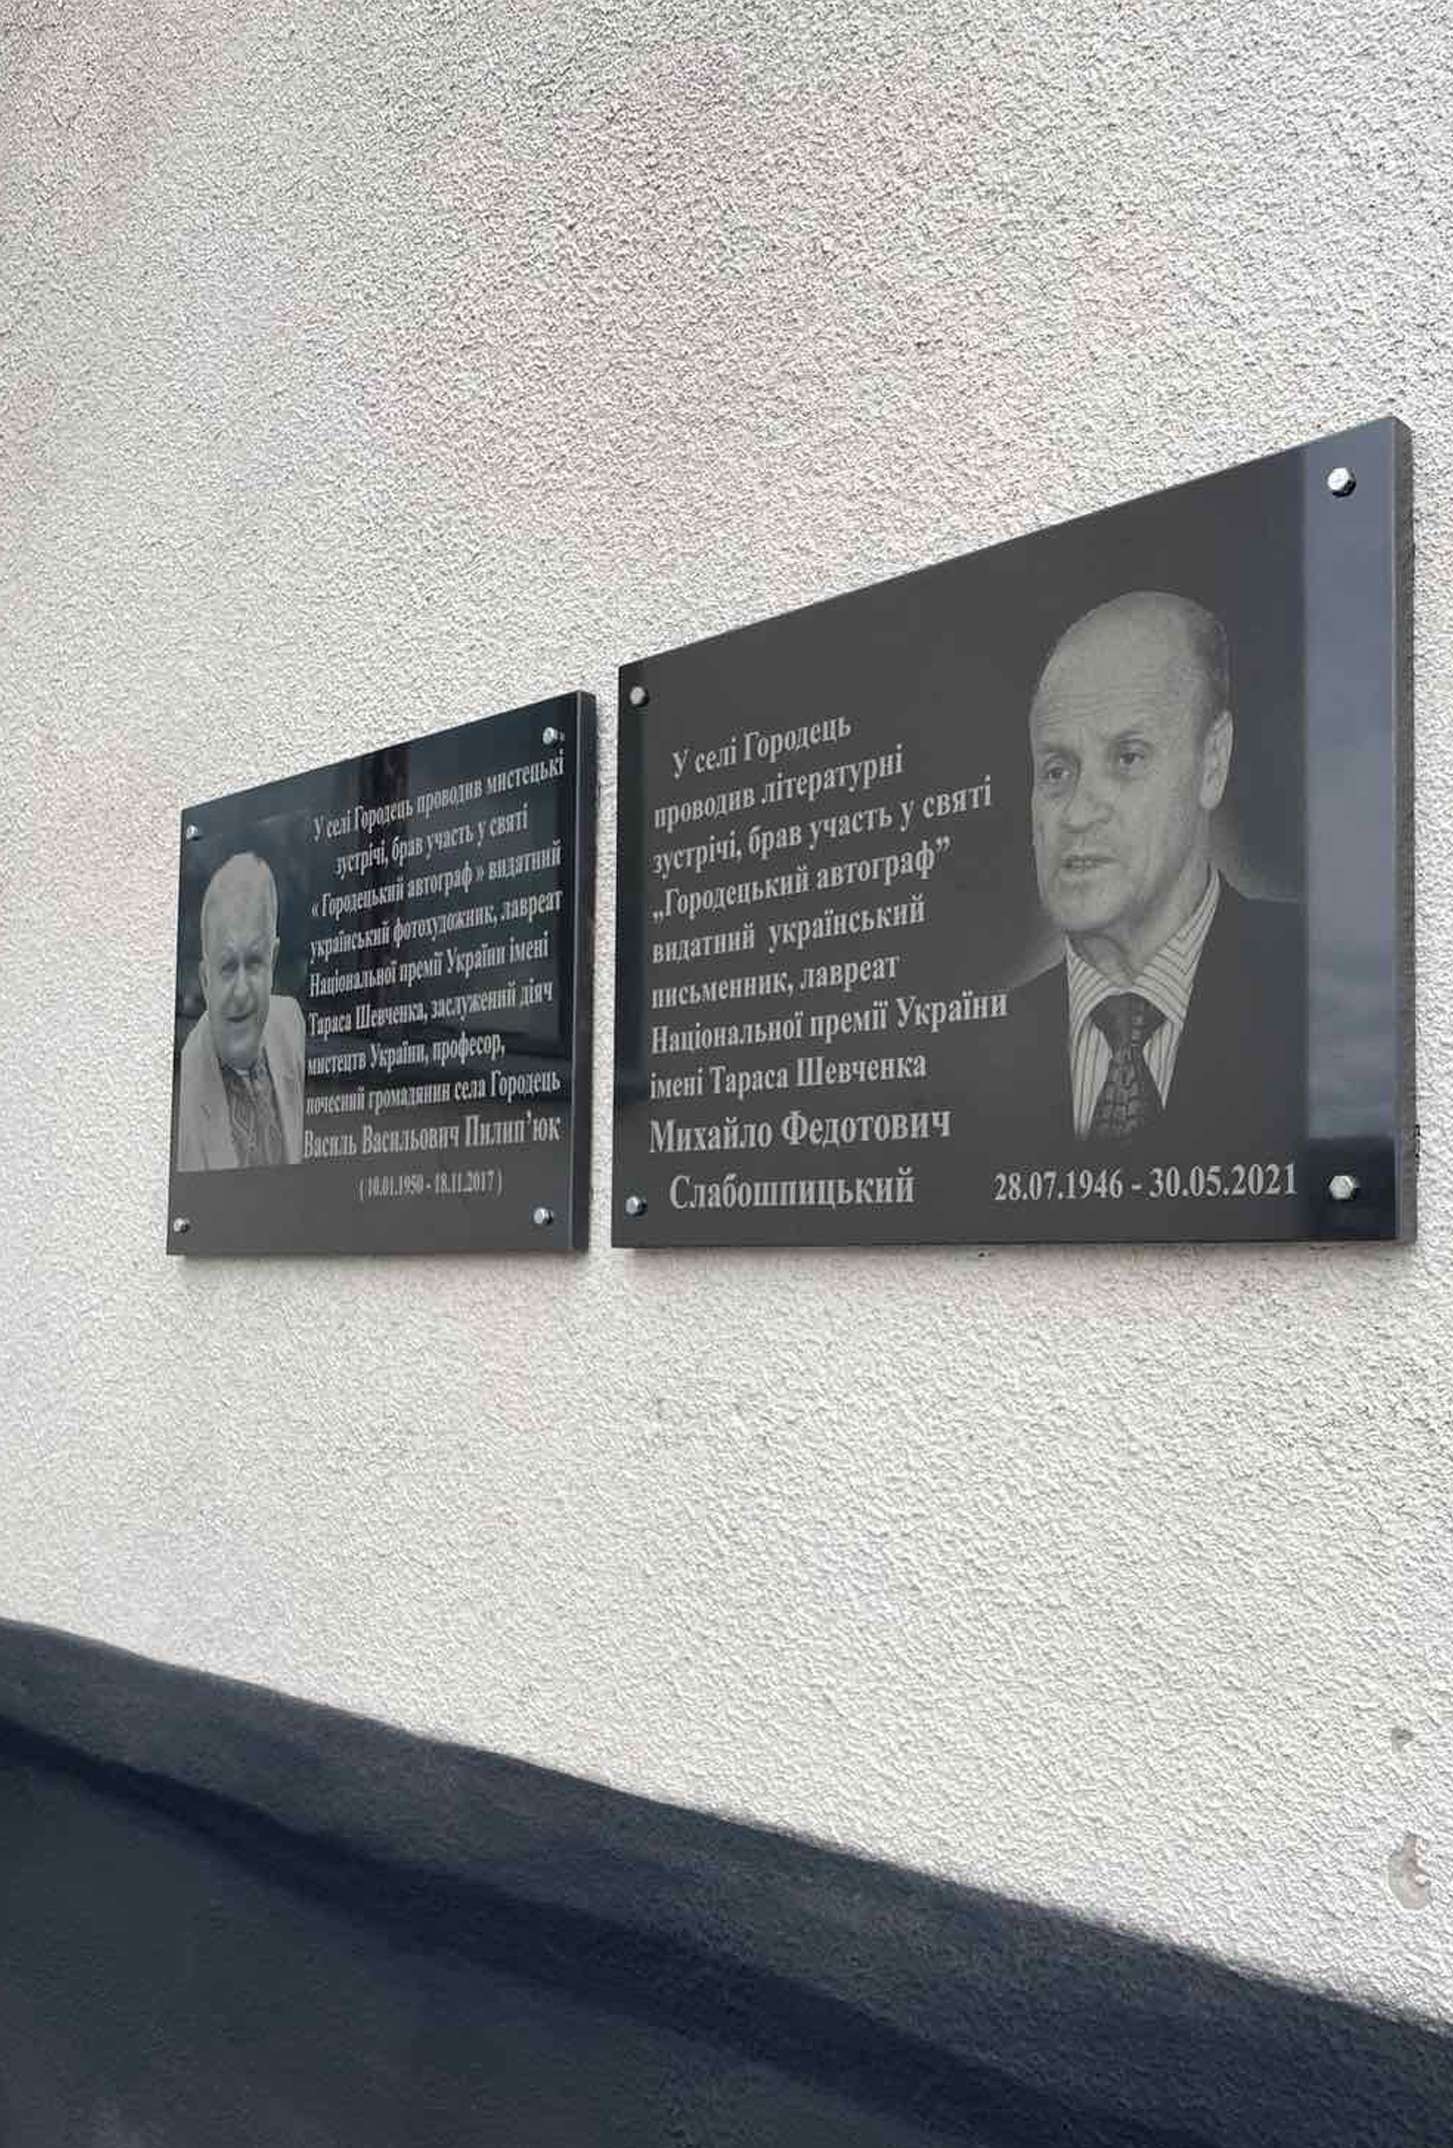 У селі Городець проводив мистецькі
зустрічі, брав участь у святі
« Городецький автограф » видатний
український фотохудожник, лавреат
Національної премії України імені
Тараса Шевченка, заслужений діяч
мистецтв України, професор,
почесний громадянин села Городець
Василь Васильович Пилип’юк
( 10.01.1950 - 18.11.2017 )
У селі Городець
проводив літературні
зустрічі, брав участь у святі
„Городецький автограф”
видатний український
письменник, лавреат
Національної премії України
імені Тараса Шевченка
Михайло Федотович
Слабошпицький
28.07.1946 - 30.05.2021